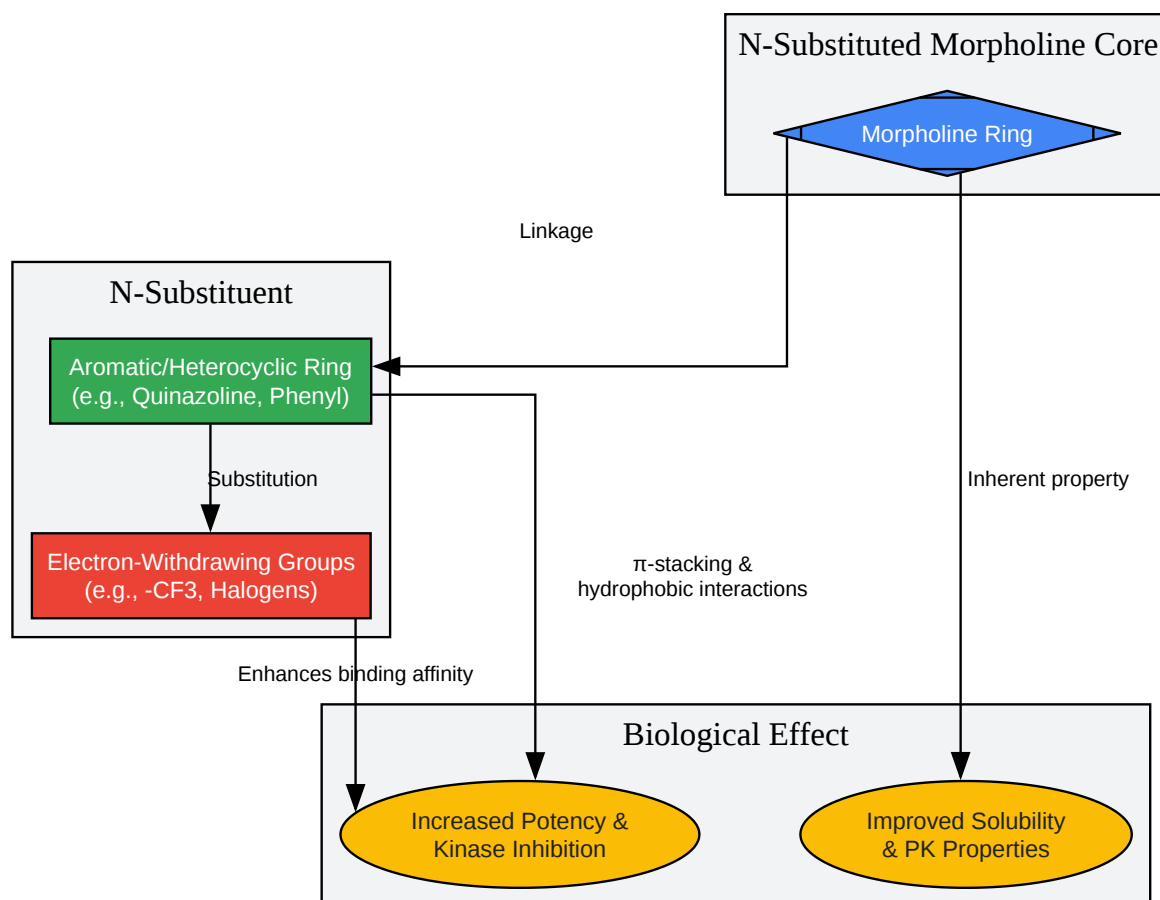 N-Substituted Morpholine Core
Morpholine Ring
Linkage
N-Substituent
Aromatic/Heterocyclic Ring
(e.g., Quinazoline, Phenyl)
Substitution
Inherent property
Electron-Withdrawing Groups
(e.g., -CF3, Halogens)
π-stacking &
hydrophobic interactions
Enhances binding affinity
Biological Effect
Increased Potency &
Kinase Inhibition
Improved Solubility
& PK Properties